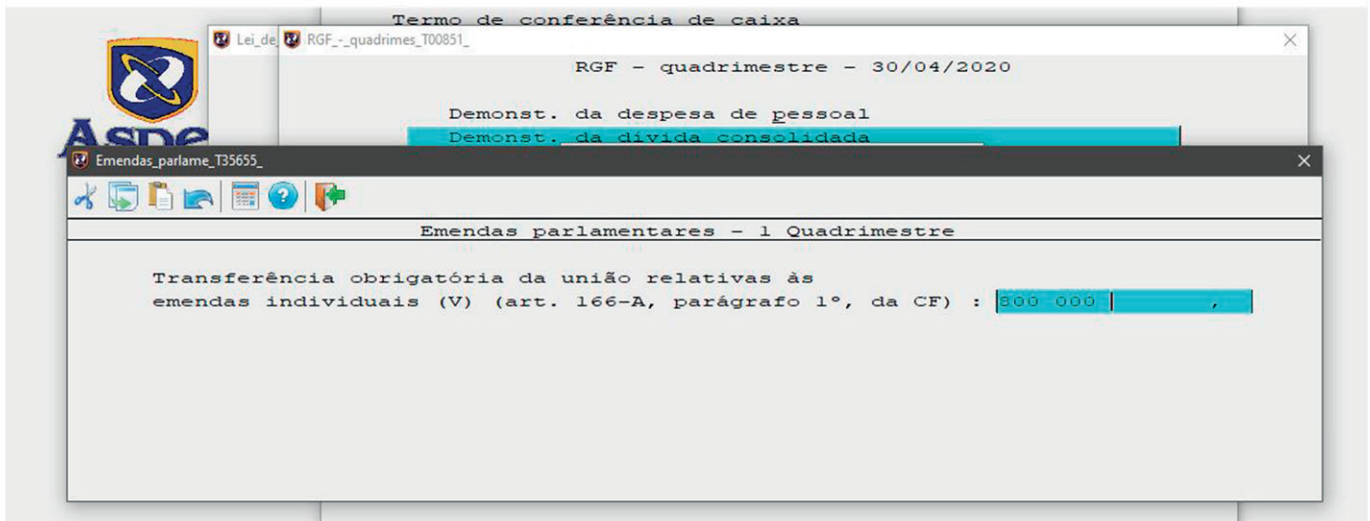 Termo de conferência de caixa
Lei_de_
RGF_-_quadrimes_T00851_
RGF - quadrimestre - 30/04/2020
Demonst. da despesa de pessoal
Demonst. da dívida consolidada
Aspe
Emendas_parlame_T35655_
Emendas parlamentares - 1 Quadrimestre
Transferência obrigatória da união relativas às
emendas individuais (V) (art. 166-A, parágrafo 1º, da CF) : 800 000 ,